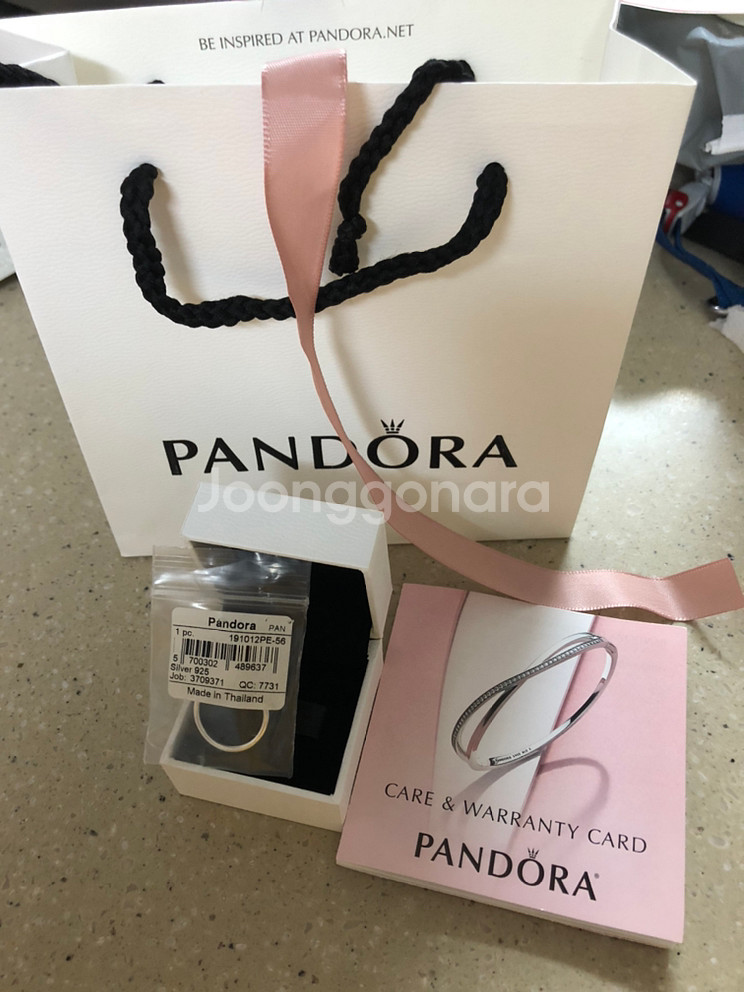 BE INSPIRED AT PANDORA.NET
PANDORA
Joonggonara
Pandora PAN
1 pc. 191012PE-56
5 700302 489637
Silver 925
Job: 3709371 QC: 7731
Made in Thailand
CARE & WARRANTY CARD
PANDORA